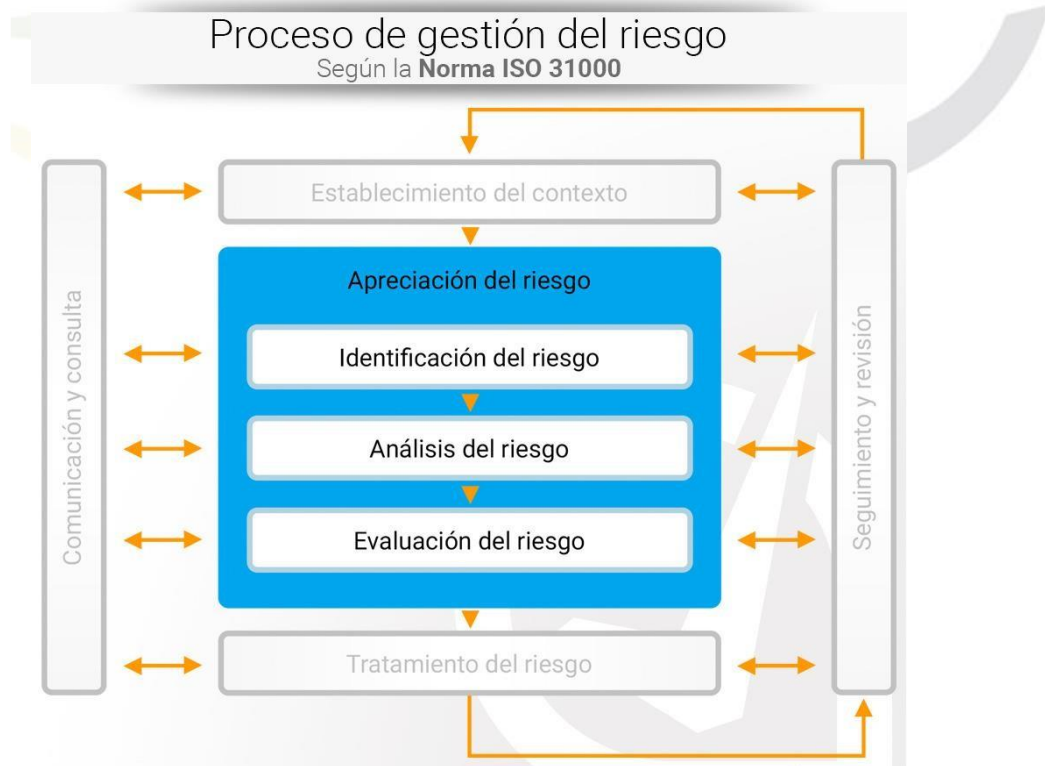 Proceso de gestión del riesgo
Según la Norma ISO 31000
Establecimiento del contexto
Apreciación del riesgo
Identificación del riesgo
Análisis del riesgo
Evaluación del riesgo
Tratamiento del riesgo
Comunicación y consulta
Seguimiento y revisión